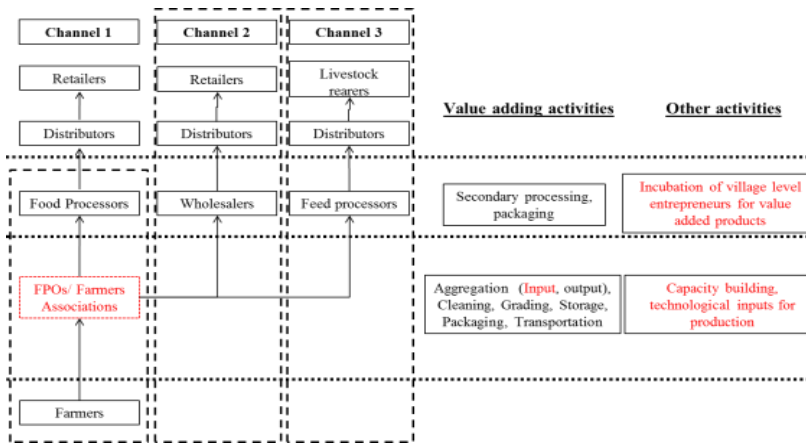 Channel 1
Channel 2
Channel 3
Retailers
Retailers
Livestock
rearers
Value adding activities
Other activities
Distributors
Distributors
Distributors
Food Processors
Wholesalers
Feed processors
Secondary processing,
packaging
Incubation of village level
entrepreneurs for value
added products
FPOs/ Farmers
Associations
Aggregation (Input, output),
Cleaning, Grading, Storage,
Packaging, Transportation
Capacity building,
technological inputs for
production
Farmers